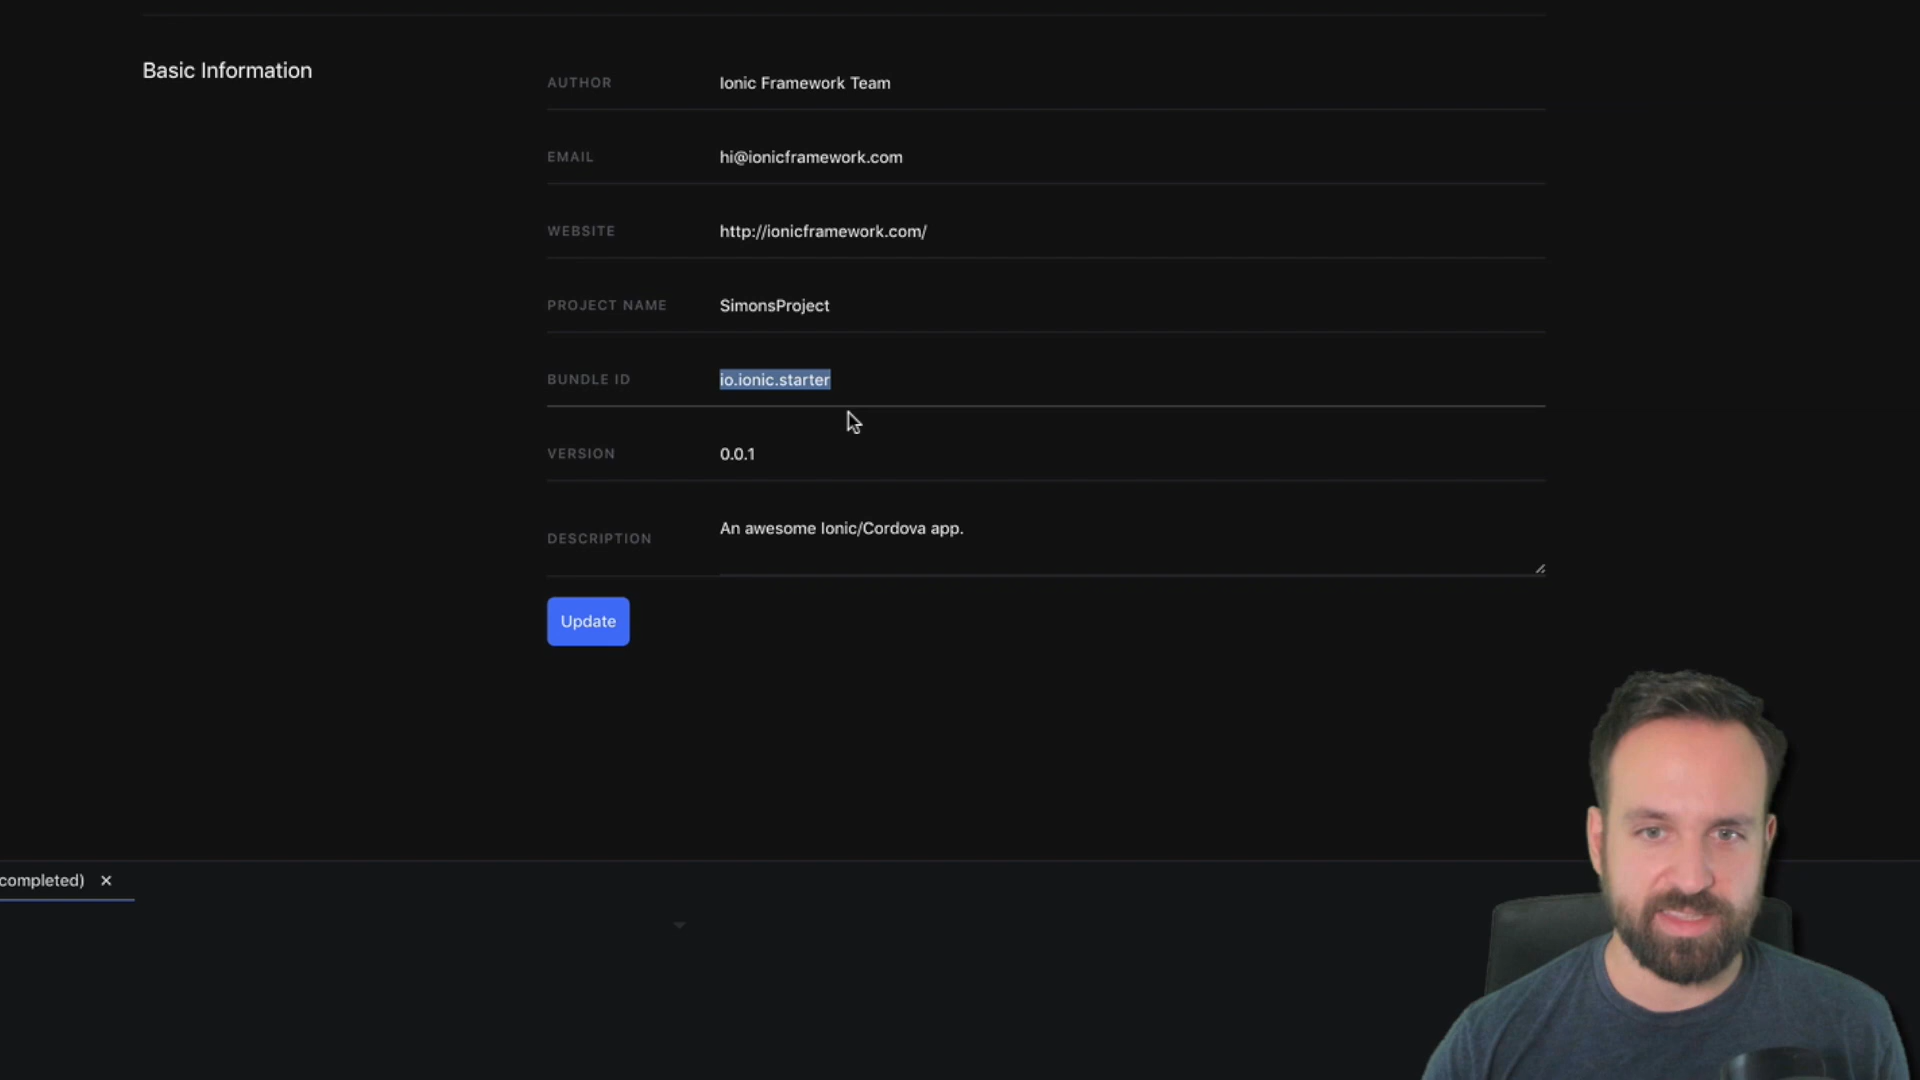 Basic Information
AUTHOR Ionic Framework Team
EMAIL hi@ionicframework.com
WEBSITE http://ionicframework.com/
PROJECT NAME SimonsProject
BUNDLE ID io.ionic.starter
VERSION 0.0.1
DESCRIPTION An awesome Ionic/Cordova app.
Update
completed)